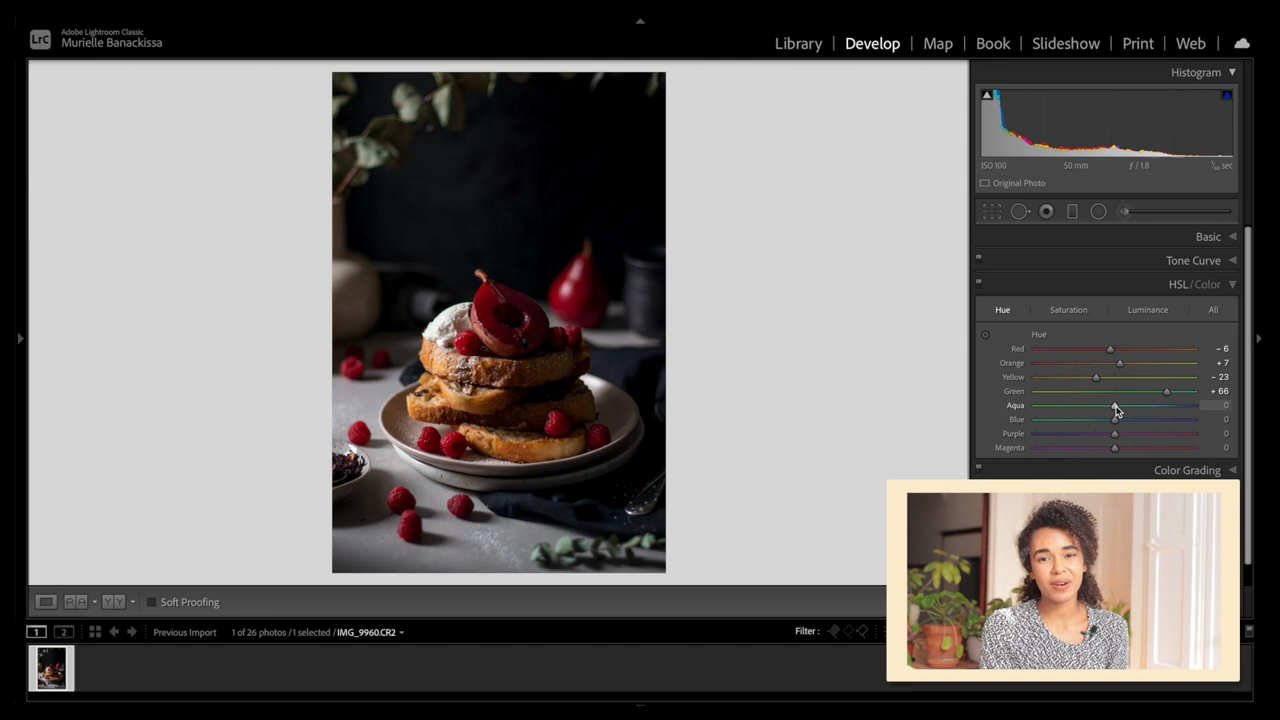 LrC
Adobe Lightroom Classic
Murielle Banackissa
Library | Develop | Map | Book | Slideshow | Print | Web |
Histogram
ISO 100 50 mm ƒ / 1.8 sec
Original Photo
Basic
Tone Curve
HSL / Color
Hue Saturation Luminance All
Hue
Red - 6
Orange + 7
Yellow - 23
Green + 66
Aqua 0
Blue 0
Purple 0
Magenta 0
Color Grading
R A Y Y Soft Proofing
1 2 Previous Import 1 of 26 photos / 1 selected / IMG_9960.CR2 Filter :